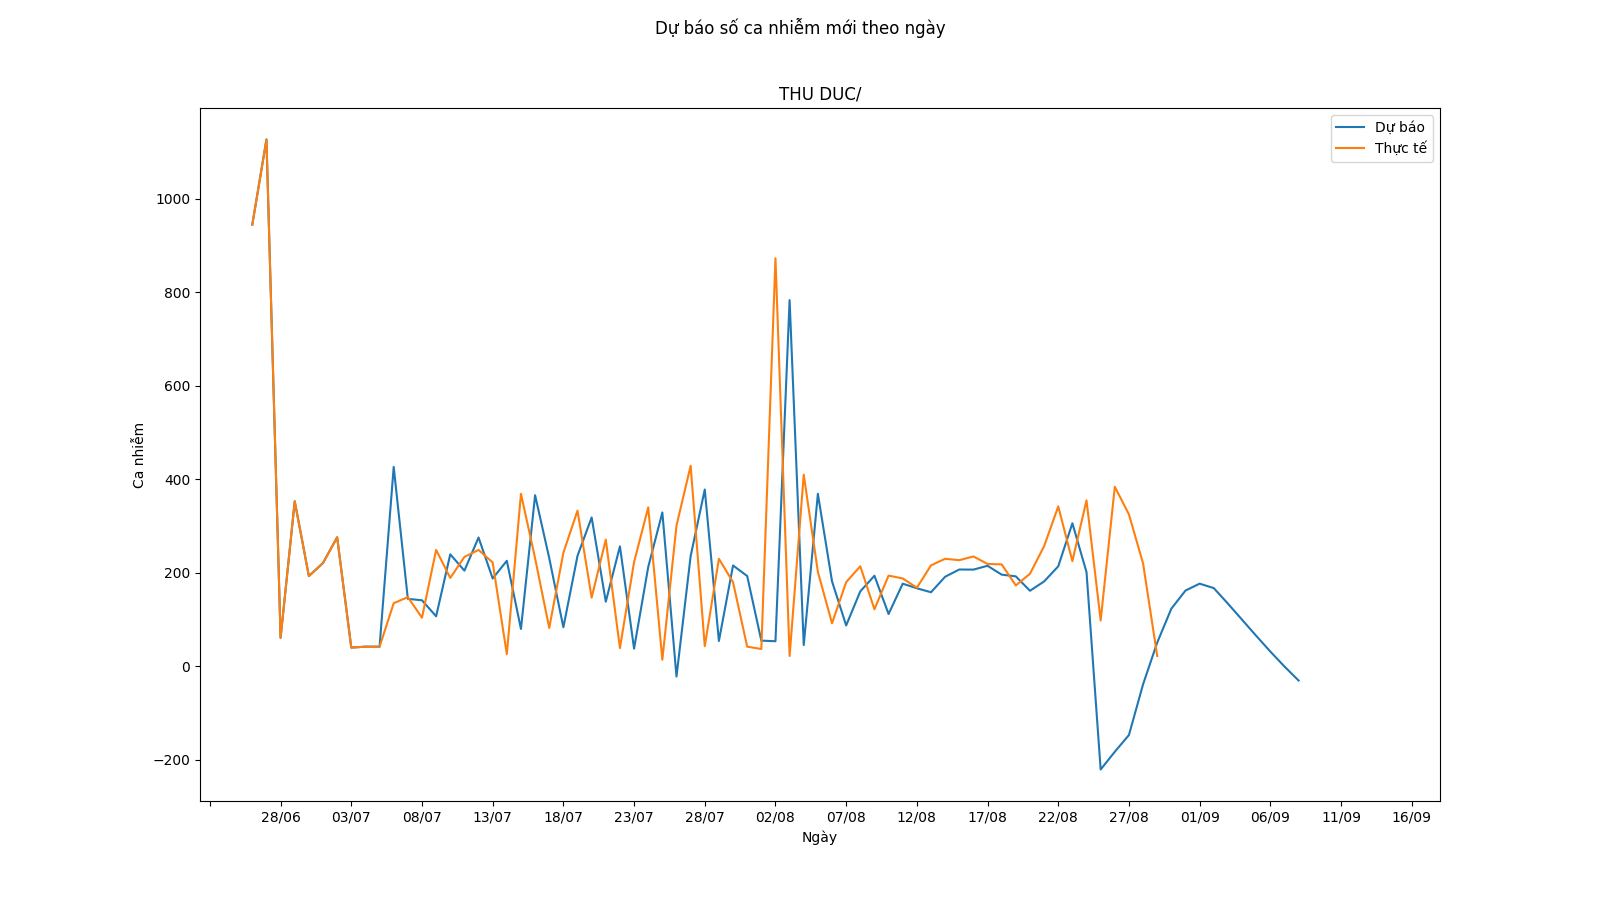 Dự báo số ca nhiễm mới theo ngày
THU DUC/
Dự báo
Thực tế
Ca nhiễm
1000
800
600
400
200
0
−200
28/06 03/07 08/07 13/07 18/07 23/07 28/07 02/08 07/08 12/08 17/08 22/08 27/08 01/09 06/09 11/09 16/09
Ngày